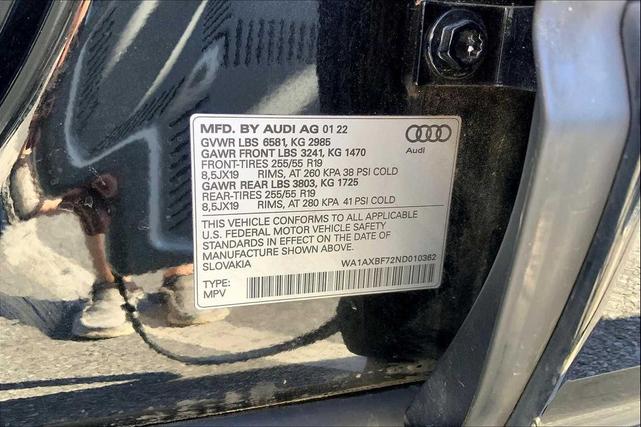 MFD. BY AUDI AG 01 22
GVWR LBS 6581, KG 2985
GAWR FRONT LBS 3241, KG 1470
FRONT-TIRES 255/55 R19
8,5JX19 RIMS, AT 260 KPA 38 PSI COLD
GAWR REAR LBS 3803, KG 1725
REAR-TIRES 255/55 R19
8,5JX19 RIMS, AT 280 KPA 41 PSI COLD
Audi
THIS VEHICLE CONFORMS TO ALL APPLICABLE
U.S. FEDERAL MOTOR VEHICLE SAFETY
STANDARDS IN EFFECT ON THE DATE OF
MANUFACTURE SHOWN ABOVE.
SLOVAKIA WA1AXBF72ND010362
TYPE:
MPV